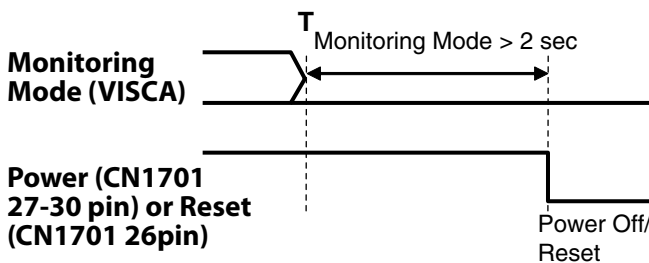 T
Monitoring Mode > 2 sec
Monitoring
Mode (VISCA)
Power (CN1701
27-30 pin) or Reset
(CN1701 26pin)
Power Off/
Reset